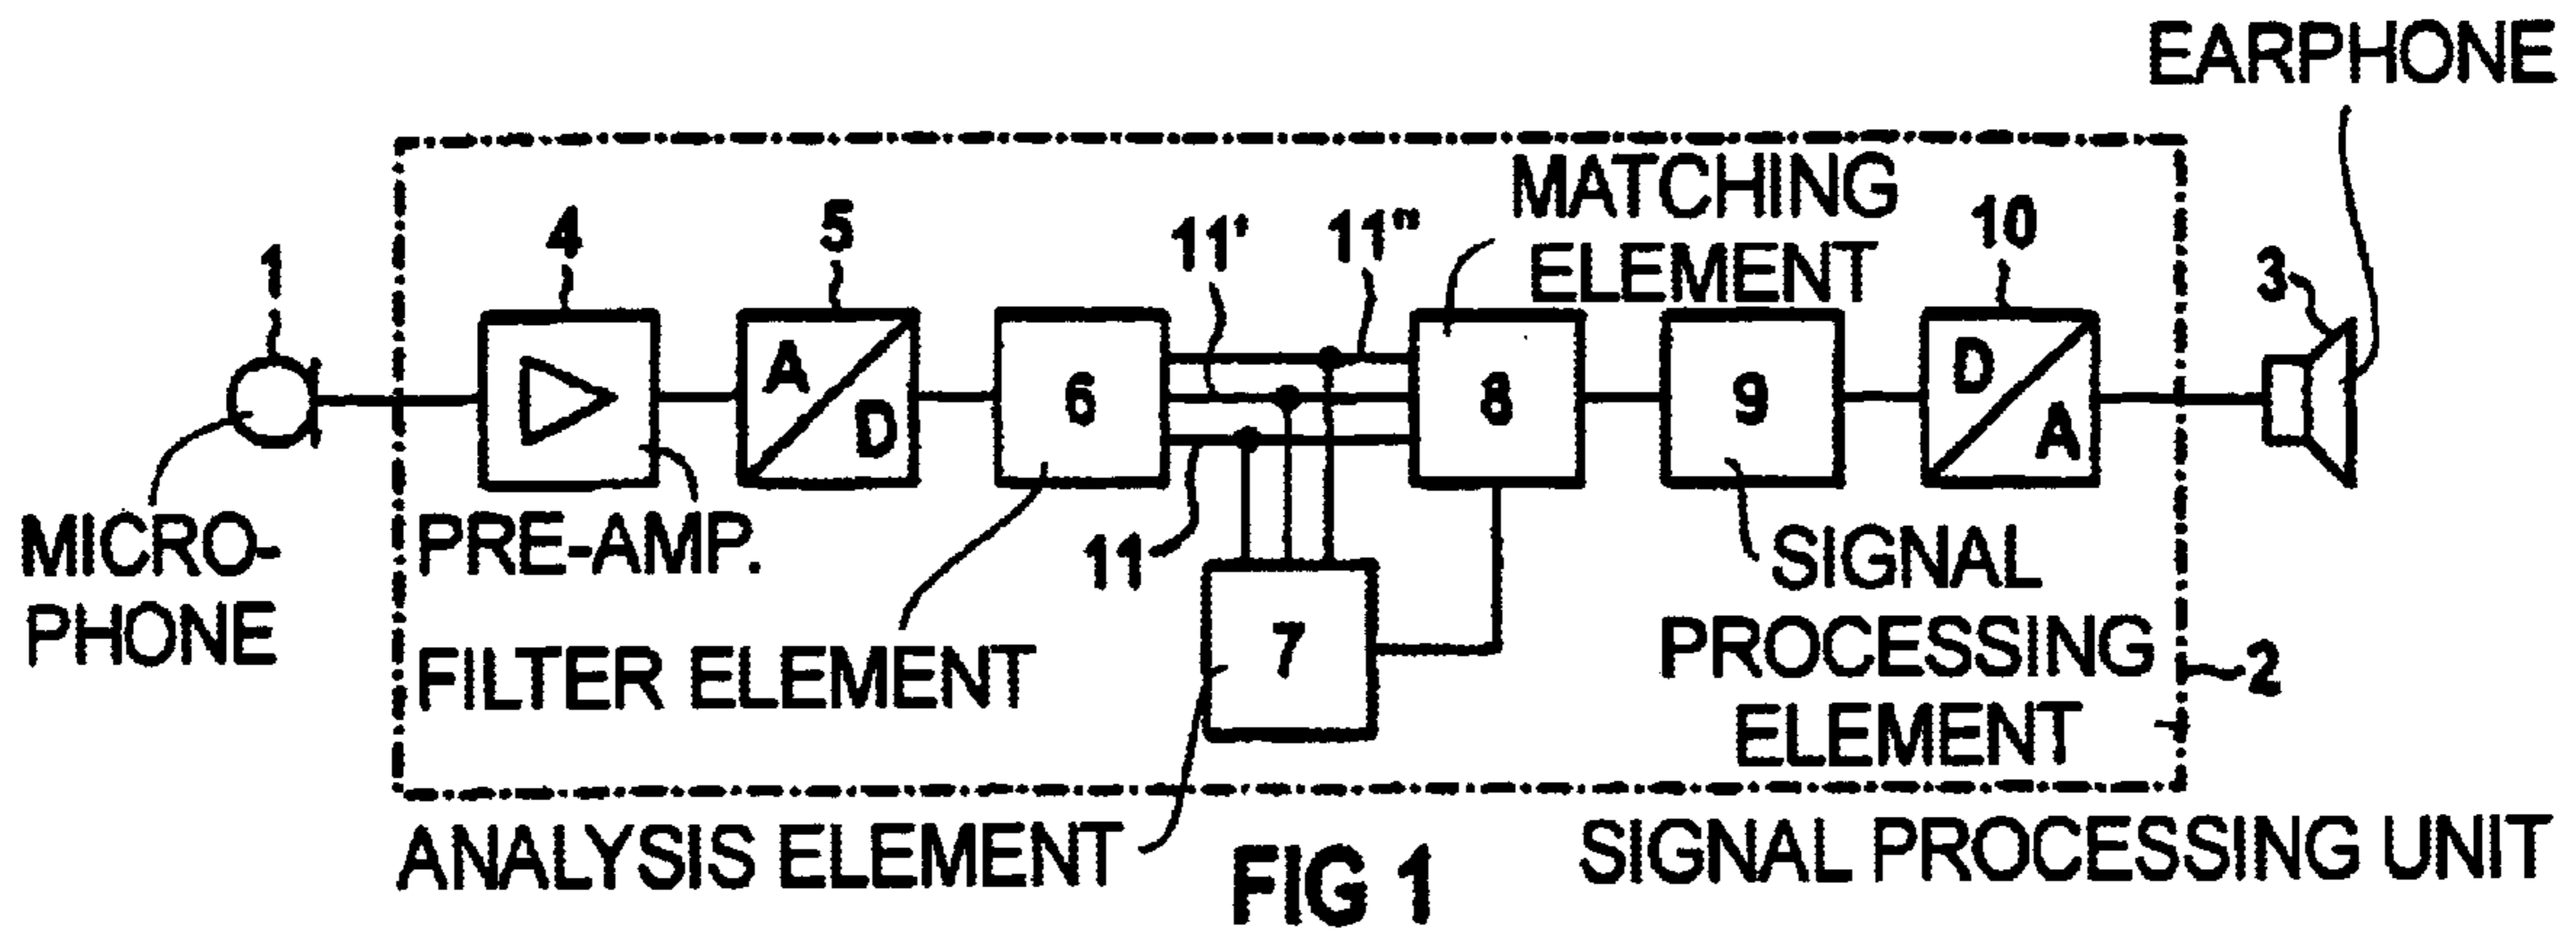 EARPHONE
MATCHING
ELEMENT
1
4
5
11'
11"
10
3
A
D
6
8
9
D
A
MICRO-
PHONE
PRE-AMP.
11
SIGNAL
PROCESSING
ELEMENT
FILTER ELEMENT
7
2
ANALYSIS ELEMENT
SIGNAL PROCESSING UNIT
FIG 1